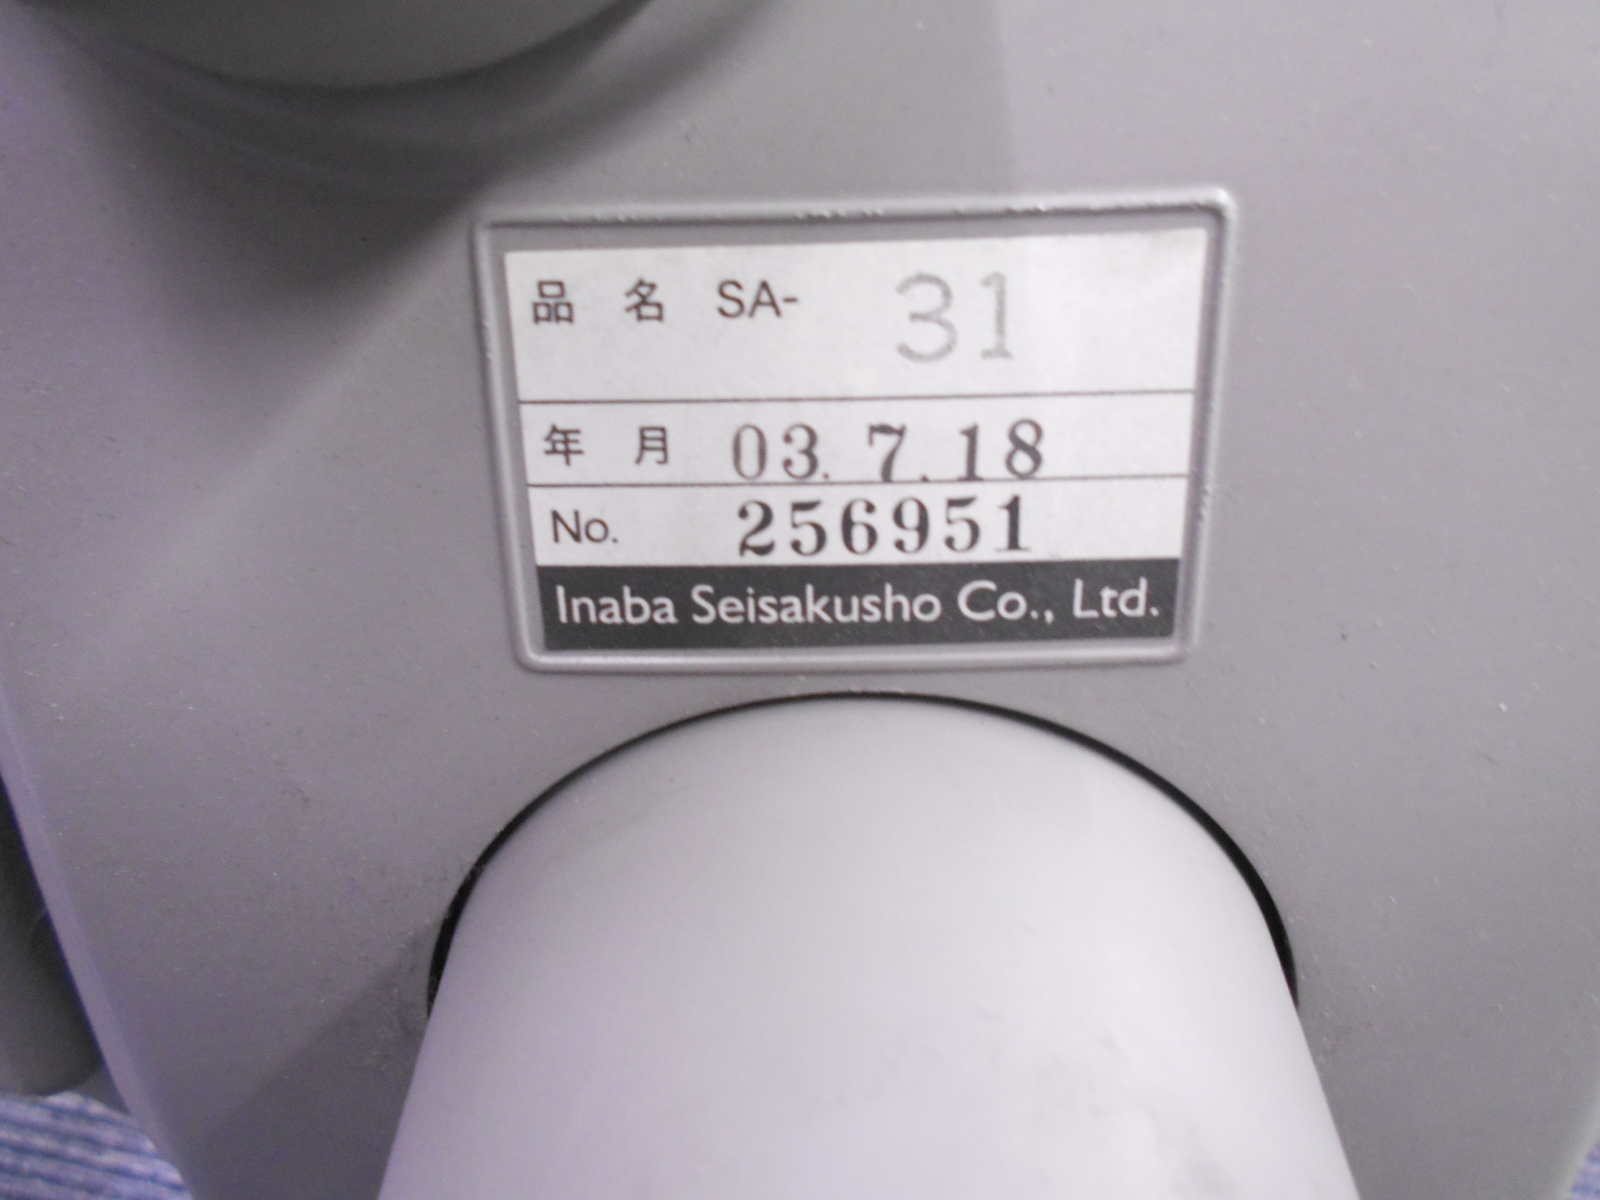 品 名 SA- 31
年 月 03. 7.18
No. 256951
Inaba Seisakusho Co., Ltd.